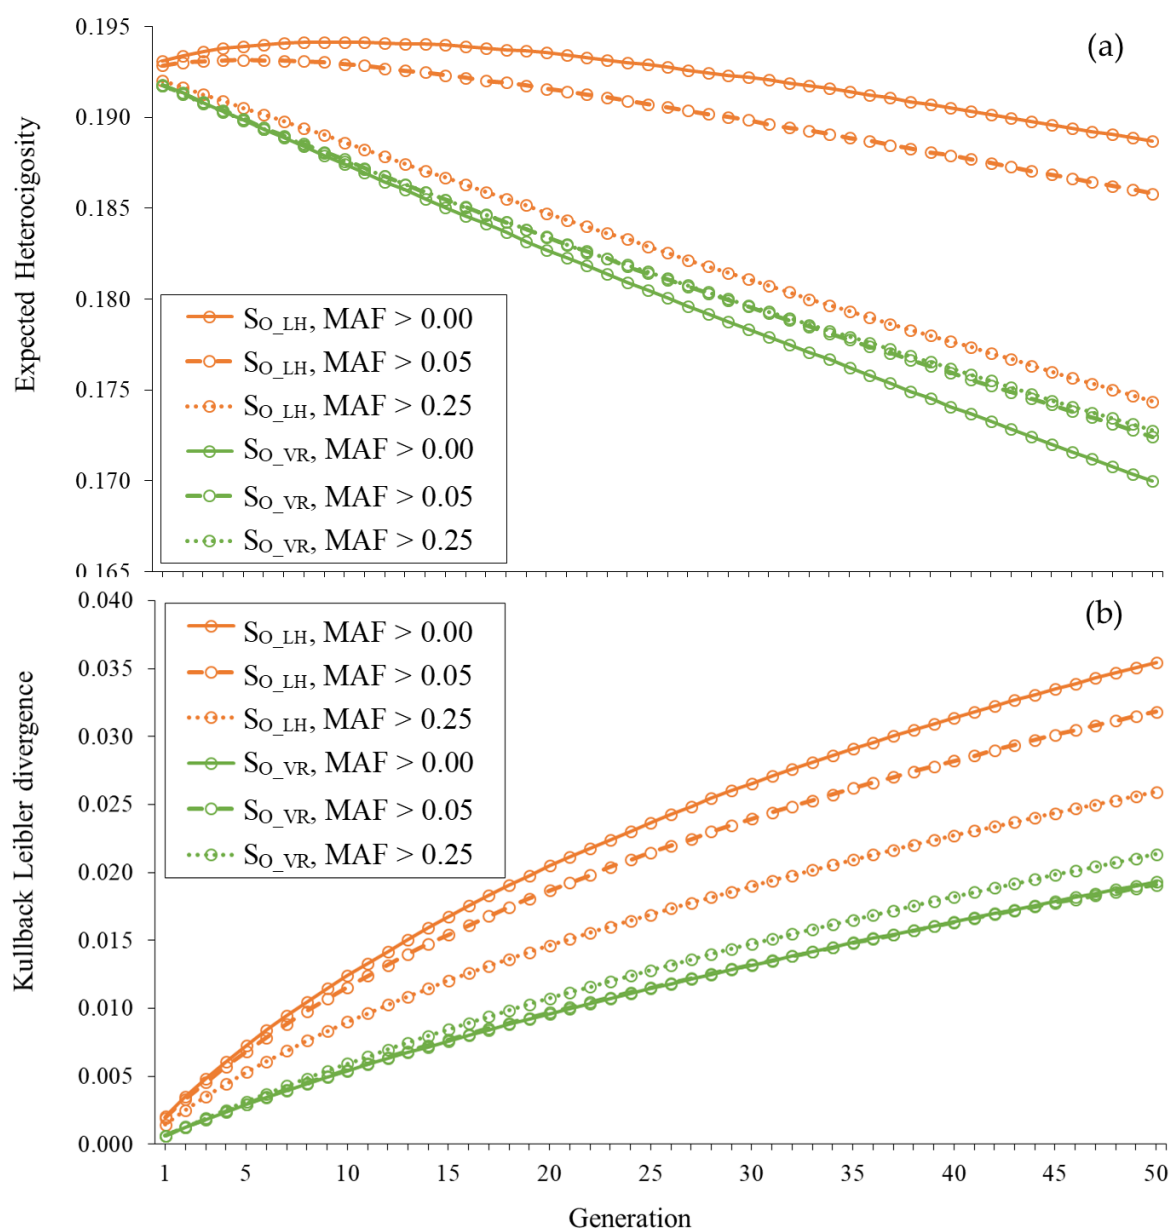 0.195
(a)
0.190
0.185
0.180
0.175
0.170
0.165
Expected Heterocigosity
S_O_LH, MAF > 0.00
S_O_LH, MAF > 0.05
S_O_LH, MAF > 0.25
S_O_VR, MAF > 0.00
S_O_VR, MAF > 0.05
S_O_VR, MAF > 0.25
0.040
(b)
0.035
0.030
0.025
0.020
0.015
0.010
0.005
0.000
Kullback Leibler divergence
S_O_LH, MAF > 0.00
S_O_LH, MAF > 0.05
S_O_LH, MAF > 0.25
S_O_VR, MAF > 0.00
S_O_VR, MAF > 0.05
S_O_VR, MAF > 0.25
1 5 10 15 20 25 30 35 40 45 50
Generation